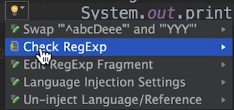 System.out.print
Swap "^abcDeee" and "YYY"
Check RegExp
Edit RegExp Fragment
Language Injection Settings
Un-inject Language/Reference